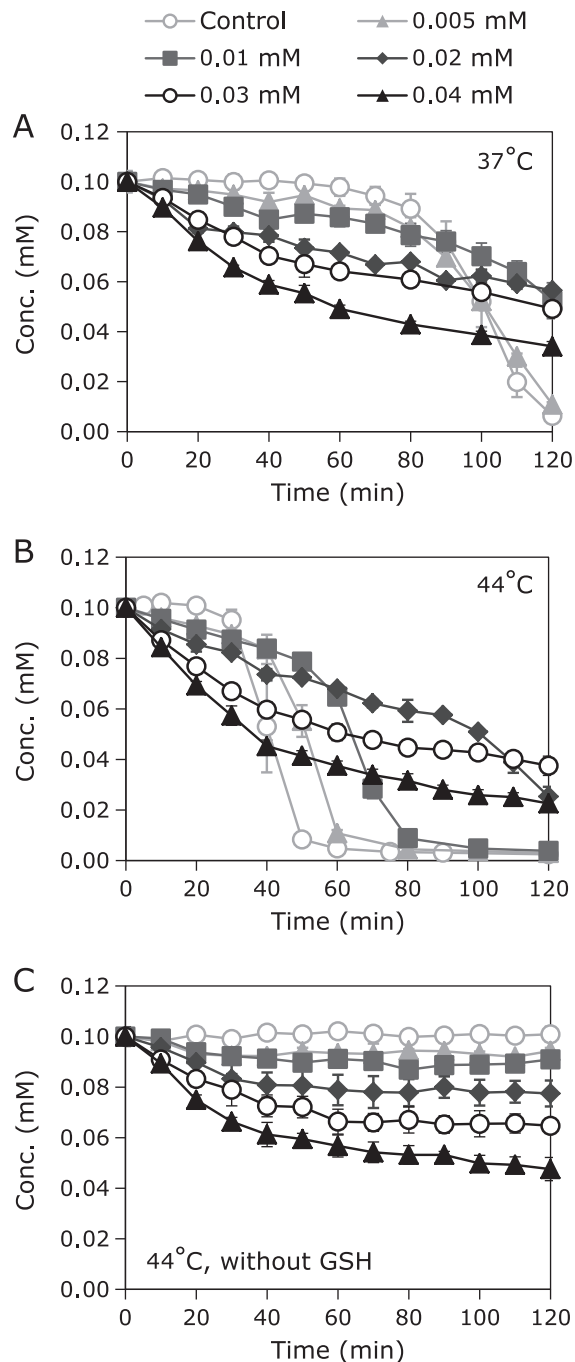 Control 0.005 mM
0.01 mM 0.02 mM
0.03 mM 0.04 mM
A
37°C
0.12
0.10
0.08
0.06
0.04
0.02
0.00
Conc. (mM)
0 20 40 60 80 100 120
Time (min)
B
44°C
0.12
0.10
0.08
0.06
0.04
0.02
0.00
Conc. (mM)
0 20 40 60 80 100 120
Time (min)
C
0.12
0.10
0.08
0.06
0.04
0.02
0.00
Conc. (mM)
44°C, without GSH
0 20 40 60 80 100 120
Time (min)